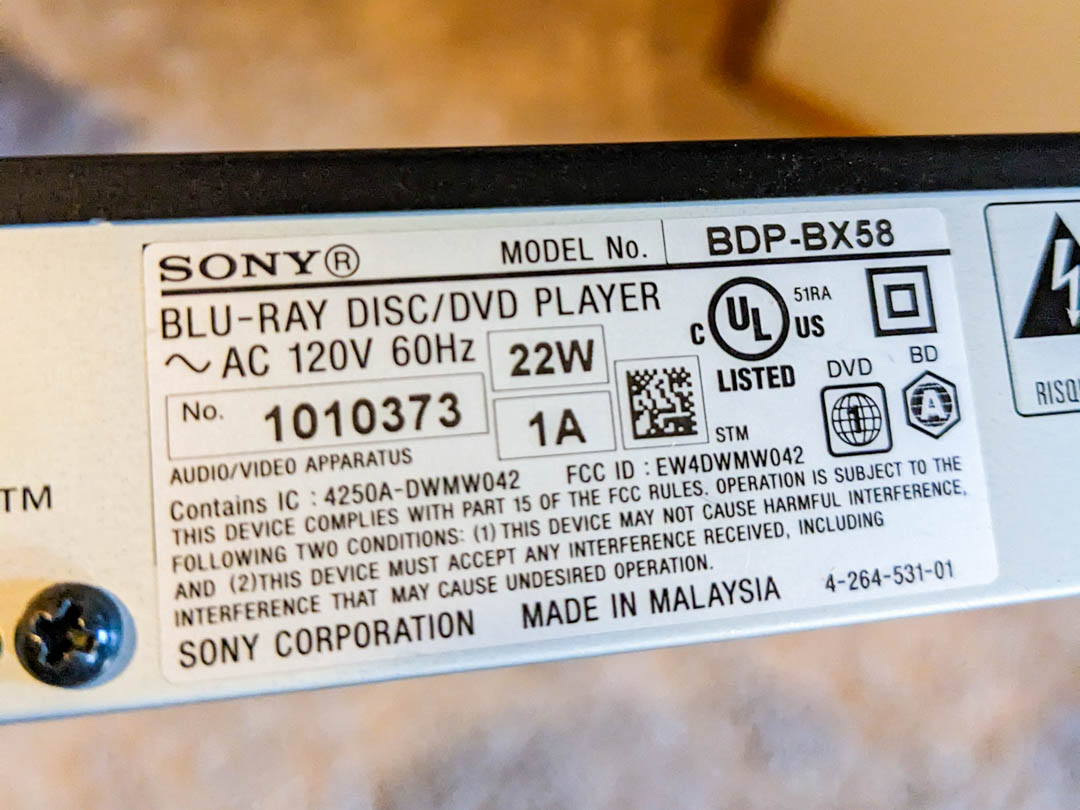 SONY® MODEL No. BDP-BX58
BLU-RAY DISC/DVD PLAYER
～ AC 120V 60Hz 22W
No. 1010373 1A
C UL US 51RA
LISTED
DVD BD
1 A
STM
AUDIO/VIDEO APPARATUS
Contains IC : 4250A-DWMW042 FCC ID : EW4DWMW042
THIS DEVICE COMPLIES WITH PART 15 OF THE FCC RULES. OPERATION IS SUBJECT TO THE
FOLLOWING TWO CONDITIONS: (1) THIS DEVICE MAY NOT CAUSE HARMFUL INTERFERENCE,
AND (2)THIS DEVICE MUST ACCEPT ANY INTERFERENCE RECEIVED, INCLUDING
INTERFERENCE THAT MAY CAUSE UNDESIRED OPERATION.
SONY CORPORATION MADE IN MALAYSIA 4-264-531-01
TM